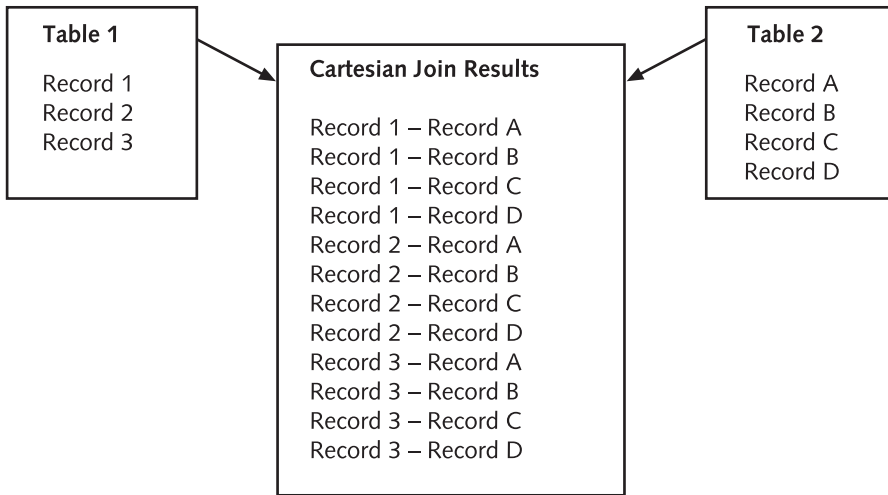 Table 1
Record 1
Record 2
Record 3
Cartesian Join Results
Record 1 – Record A
Record 1 – Record B
Record 1 – Record C
Record 1 – Record D
Record 2 – Record A
Record 2 – Record B
Record 2 – Record C
Record 2 – Record D
Record 3 – Record A
Record 3 – Record B
Record 3 – Record C
Record 3 – Record D
Table 2
Record A
Record B
Record C
Record D